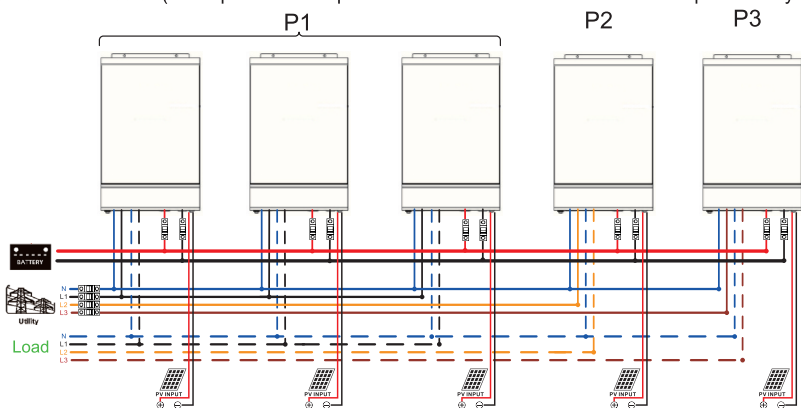 P1
P2
P3
BATTERY
N
L1
L2
L3
Utility
Load
N
L1
L2
L3
PV INPUT
PV INPUT
PV INPUT
PV INPUT
PV INPUT